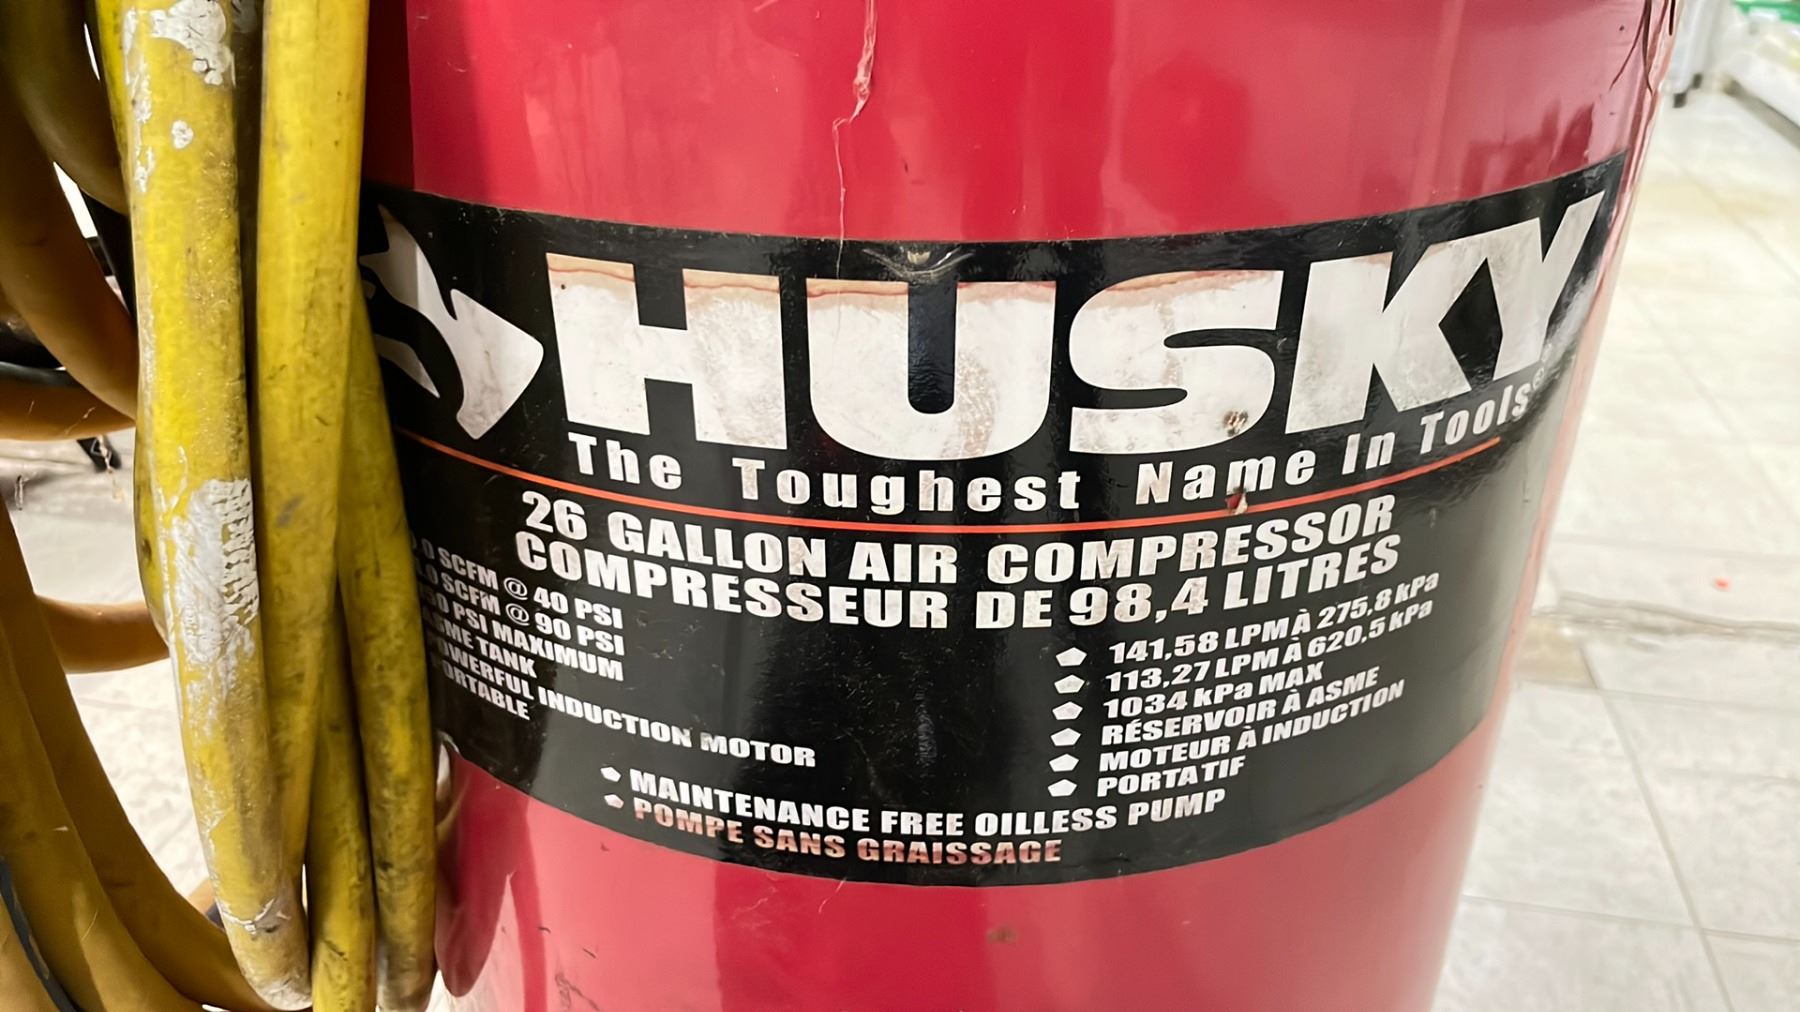 HUSKY
The Toughest Name In Tools®
26 GALLON AIR COMPRESSOR
COMPRESSEUR DE 98,4 LITRES
SCFM @ 40 PSI
SCFM @ 90 PSI
PSI MAXIMUM
TANK
INDUCTION MOTOR
141,58 LPM À 275,8 kPa
113,27 LPM À 620,5 kPa
1034 kPa MAX
RÉSERVOIR À ASME
MOTEUR À INDUCTION
PORTATIF
MAINTENANCE FREE OILLESS PUMP
POMPE SANS GRAISSAGE